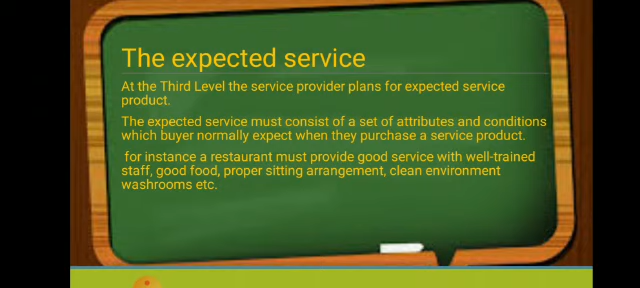 The expected service
At the Third Level the service provider plans for expected service
product.
The expected service must consist of a set of attributes and conditions
which buyer normally expect when they purchase a service product.
for instance a restaurant must provide good service with well-trained
staff, good food, proper sitting arrangement, clean environment
washrooms etc.